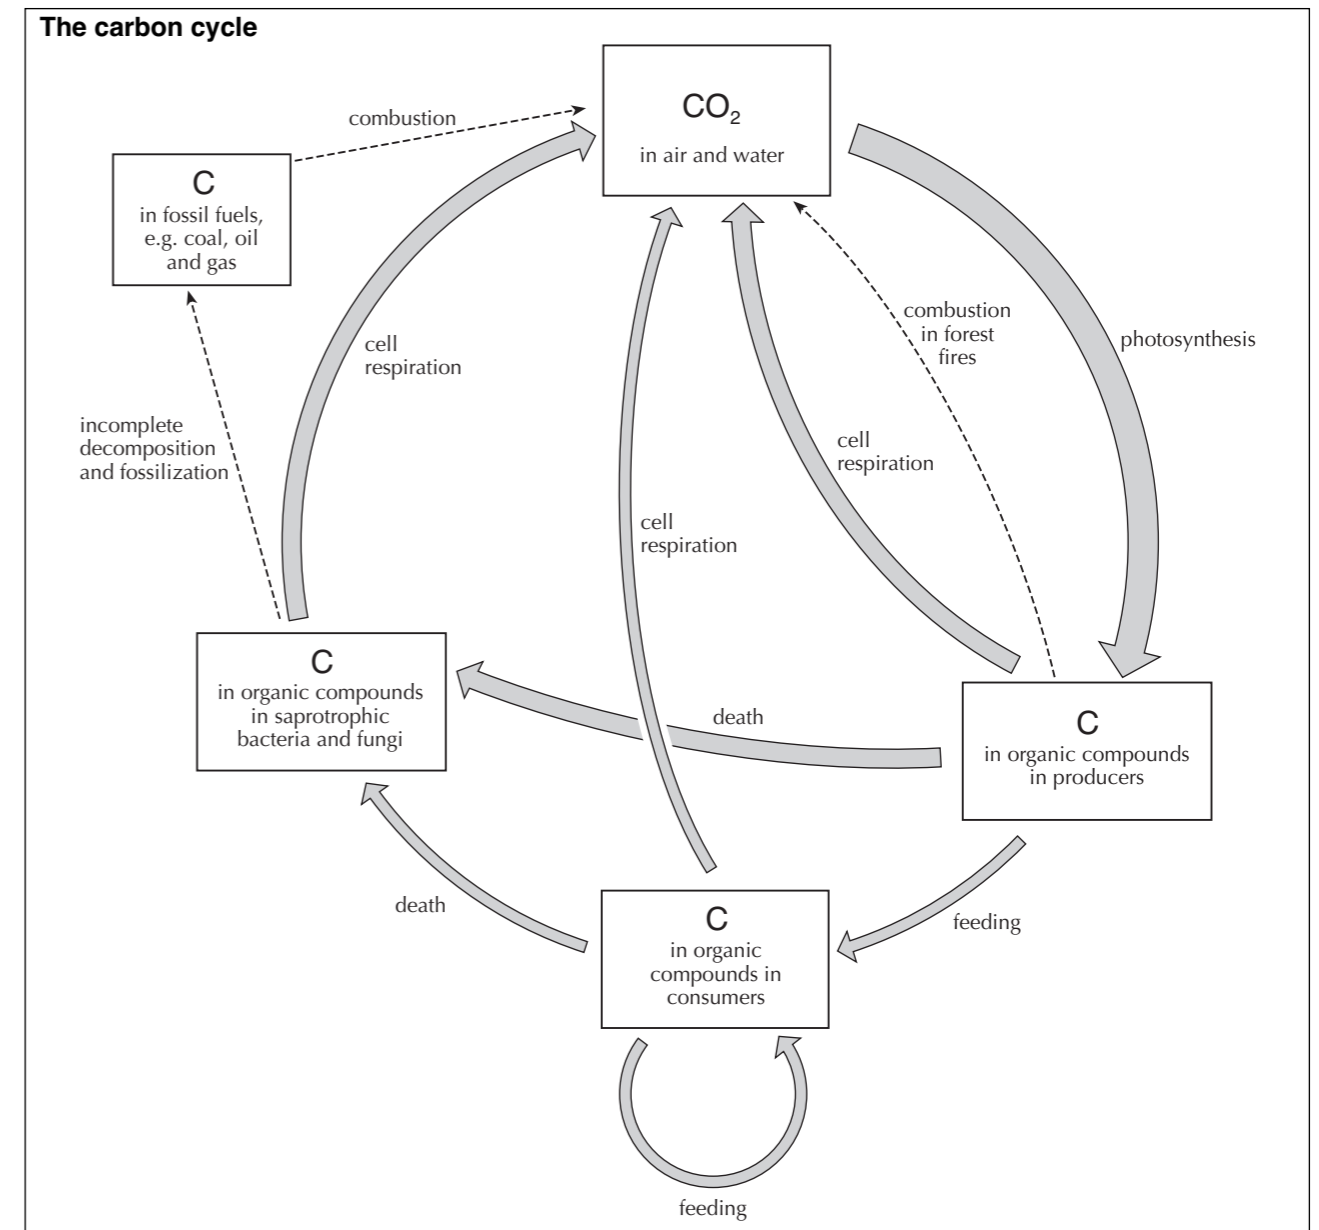 The carbon cycle
CO₂
in air and water
combustion
C
in fossil fuels,
e.g. coal, oil
and gas
cell
respiration
combustion
in forest
fires
photosynthesis
incomplete
decomposition
and fossilization
cell
respiration
cell
respiration
C
in organic compounds
in saprotrophic
bacteria and fungi
death
C
in organic compounds
in producers
death
C
in organic
compounds in
consumers
feeding
feeding